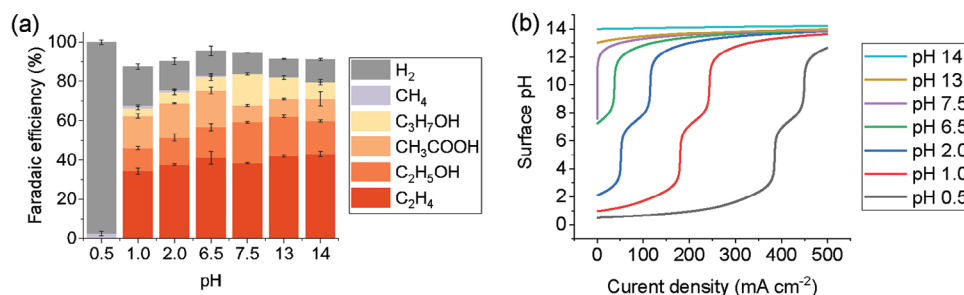 (a)
Faradaic efficiency (%)
100
80
60
40
20
0
0.5 1.0 2.0 6.5 7.5 13 14
pH
H₂
CH₄
C₃H₇OH
CH₃COOH
C₂H₅OH
C₂H₄
(b)
Surface pH
14
12
10
8
6
4
2
0
0 100 200 300 400 500
Curent density (mA cm⁻²)
pH 14
pH 13
pH 7.5
pH 6.5
pH 2.0
pH 1.0
pH 0.5